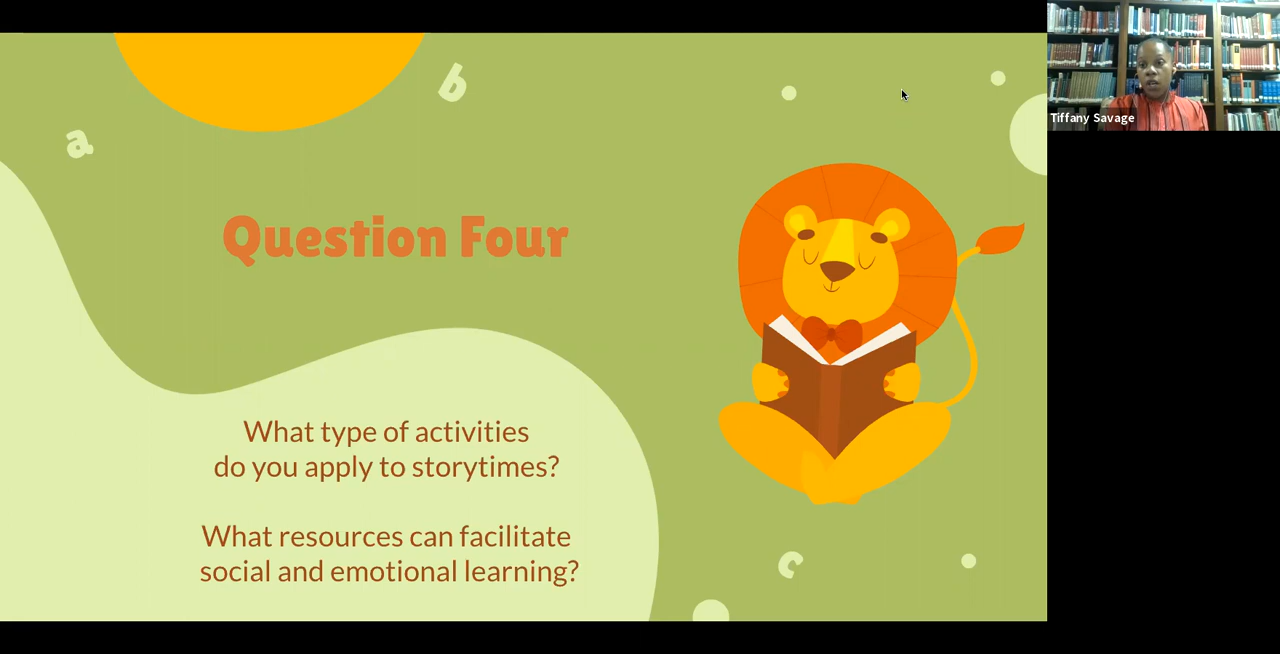 b
a
Tiffany Savage
Question Four
What type of activities
do you apply to storytimes?
What resources can facilitate
social and emotional learning?
c